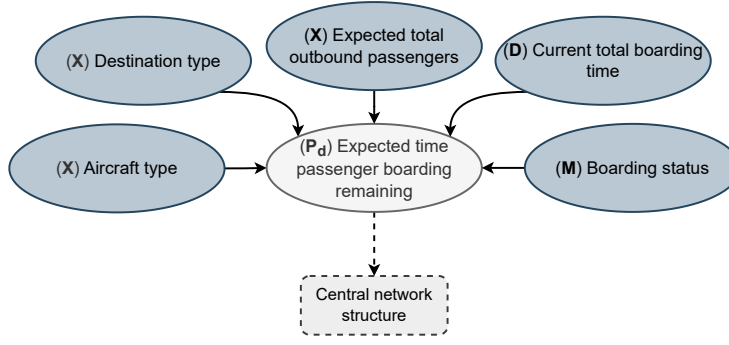 (X) Destination type
(X) Expected total
outbound passengers
(D) Current total boarding
time
(X) Aircraft type
(Pd) Expected time
passenger boarding
remaining
(M) Boarding status
Central network
structure